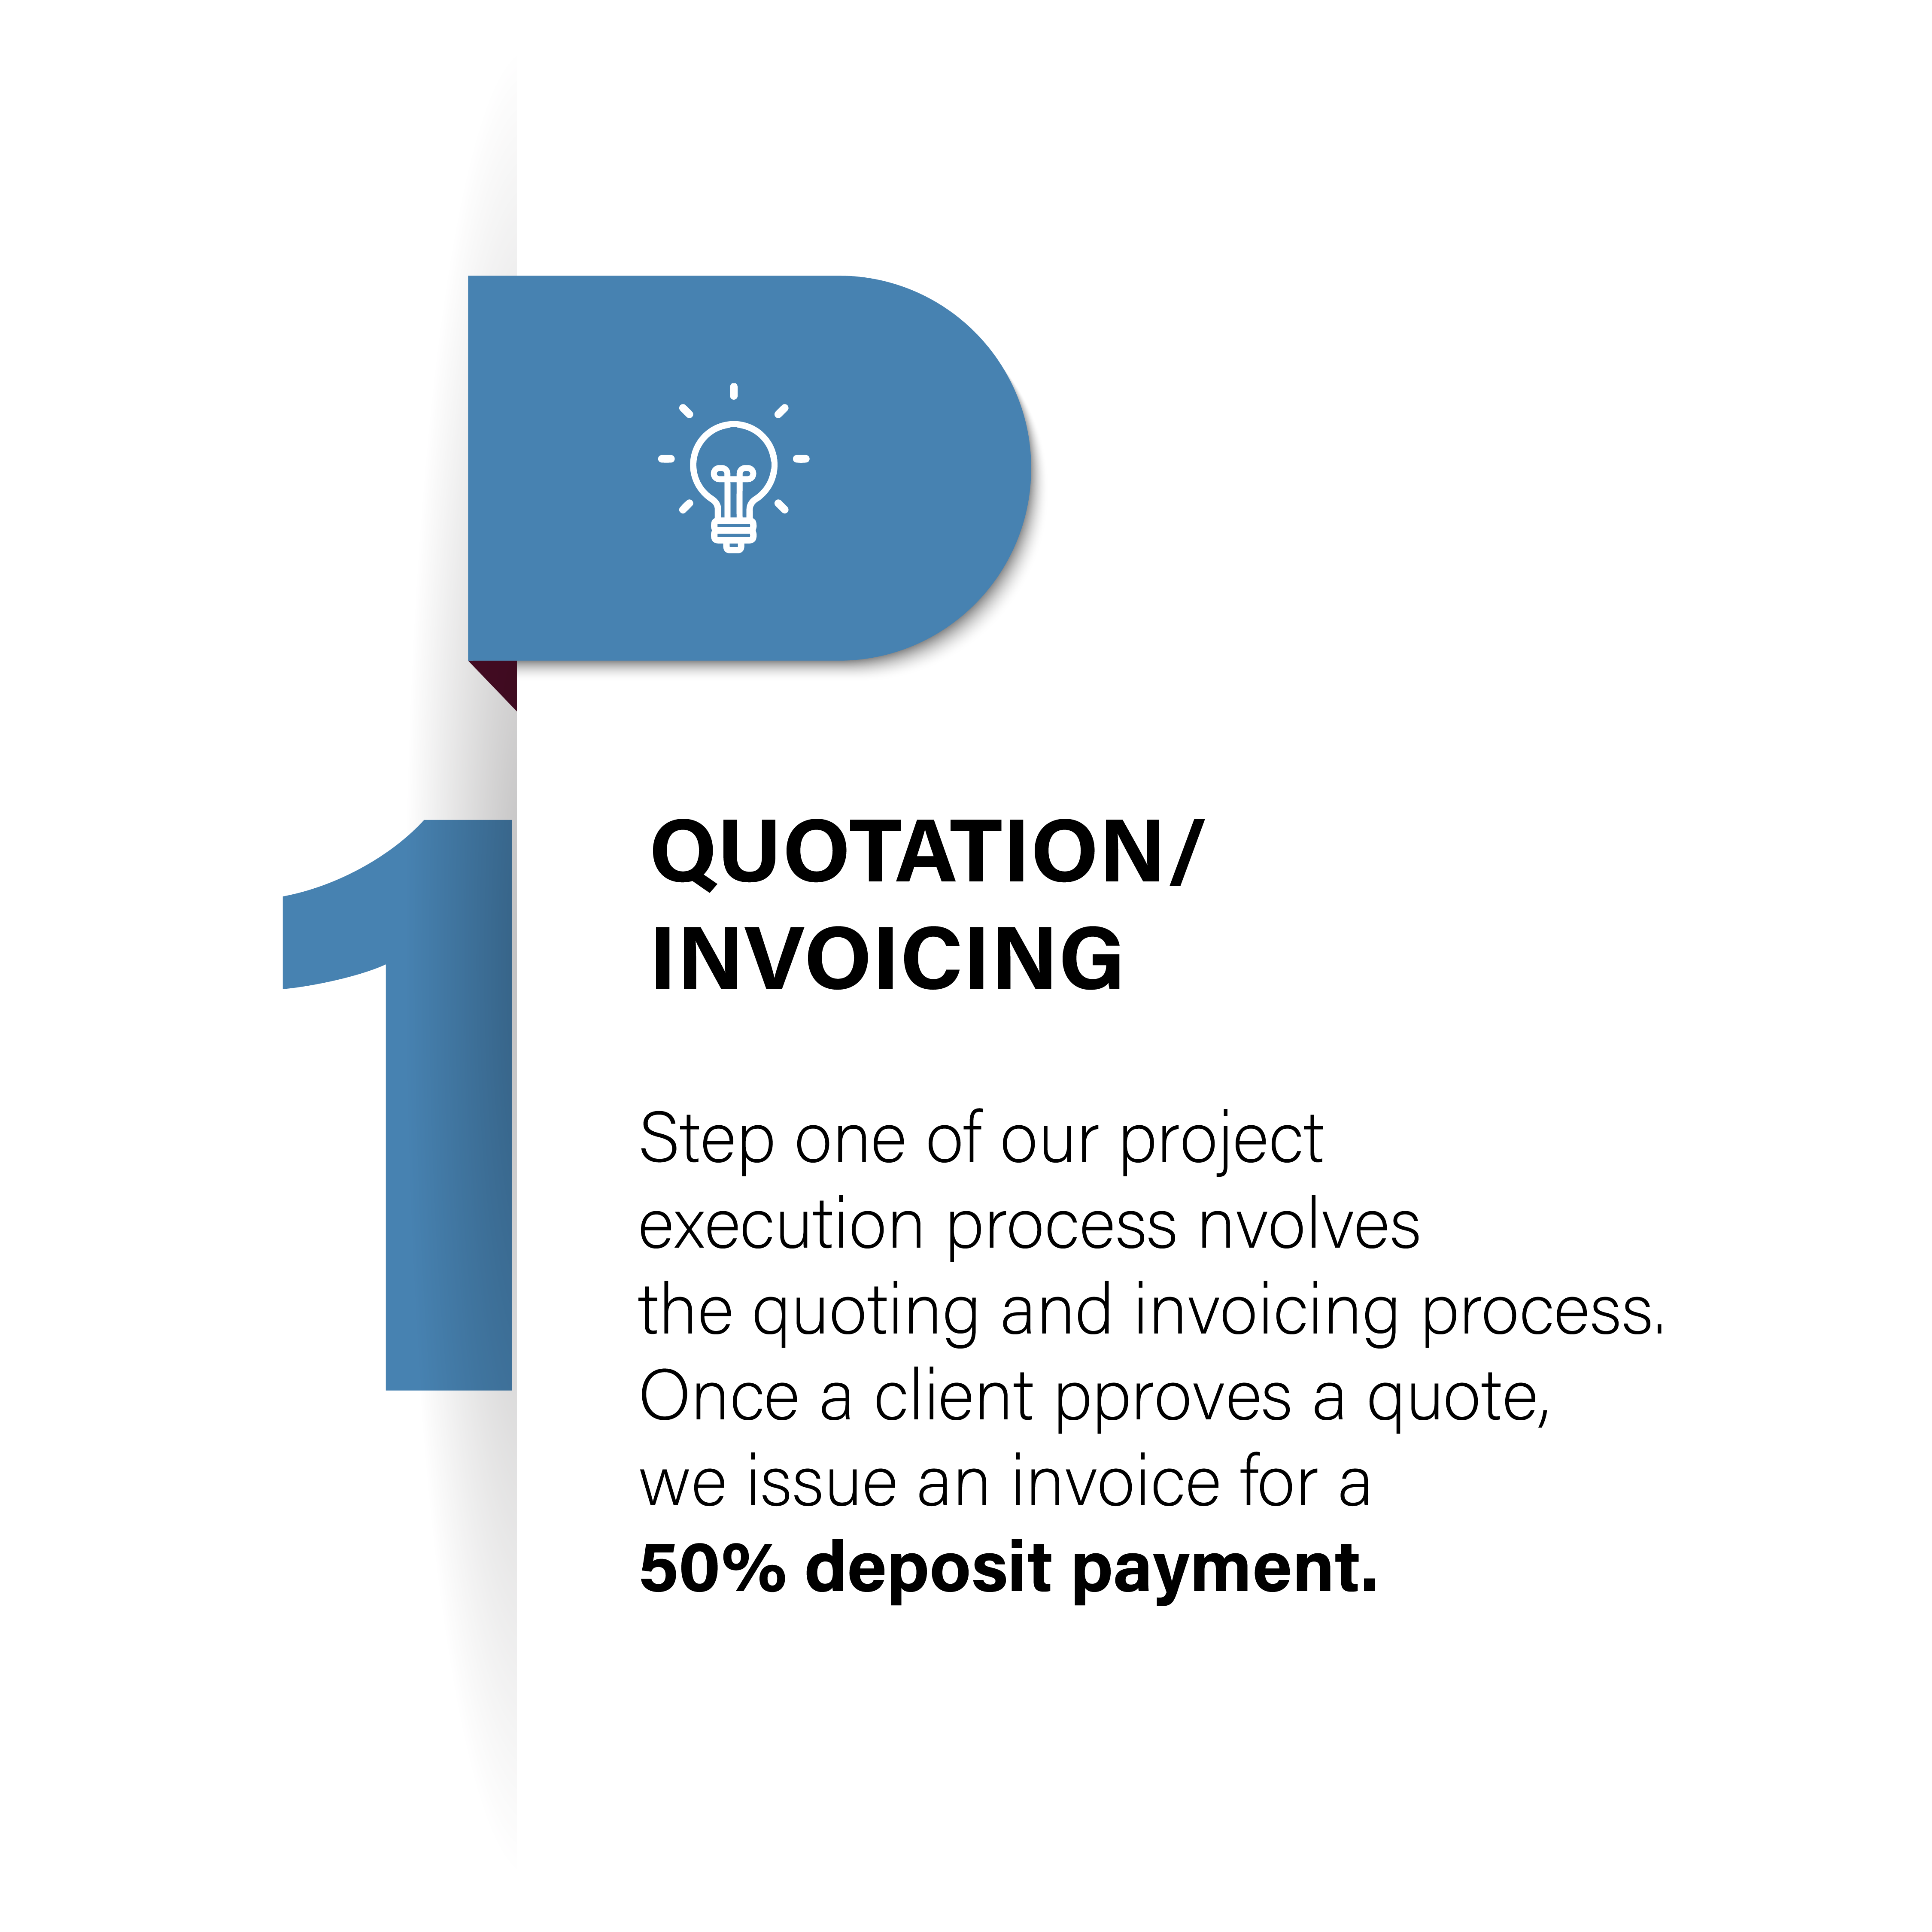 1
QUOTATION/
INVOICING
Step one of our project
execution process nvolves
the quoting and invoicing process.
Once a client pproves a quote,
we issue an invoice for a
50% deposit payment.